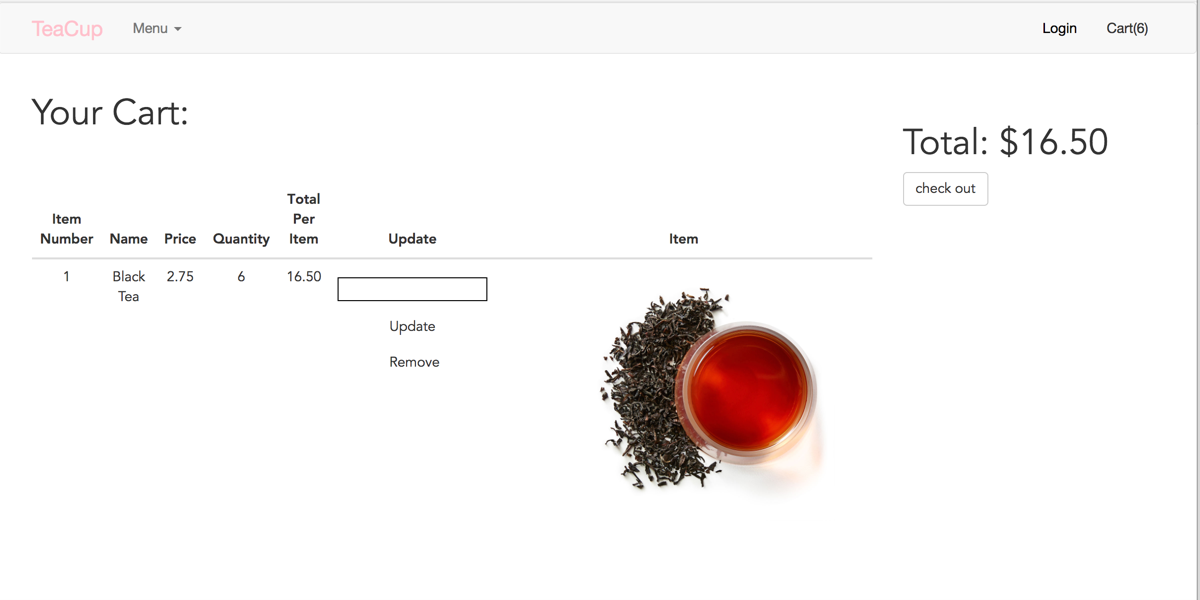 TeaCup Menu Login Cart(6)
Your Cart:
Total: $16.50
check out
Item Number Name Price Quantity Total Per Item Update Item
1 Black Tea 2.75 6 16.50
Update
Remove